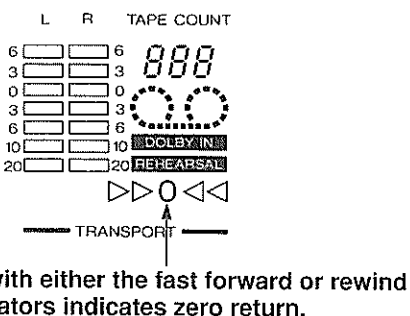 L R TAPE COUNT
6 6 888
3 3
0 0
3 3
6 6
10 10 DOLBY IN
20 20 REHEARSAL
0
TRANSPORT
with either the fast forward or rewind
ators indicates zero return.